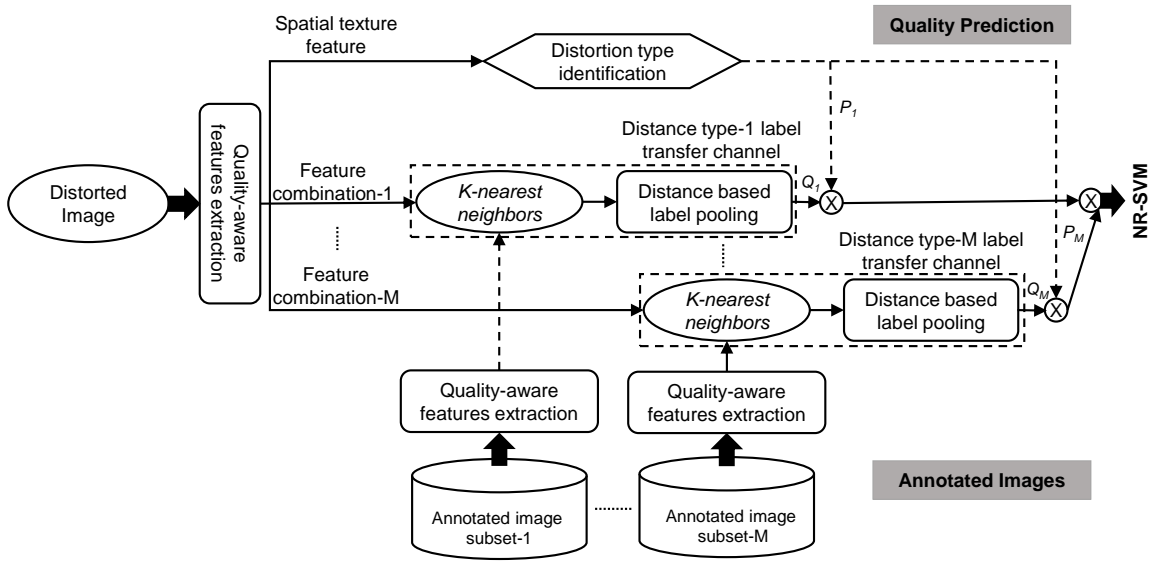 Spatial texture
feature
Quality Prediction
Distortion type
identification
P1
Distance type-1 label
transfer channel
Quality-aware
features extraction
Distorted
Image
Feature
combination-1
K-nearest
neighbors
Distance based
label pooling
Q1
X
X
NR-SVM
PM
Distance type-M label
transfer channel
Feature
combination-M
K-nearest
neighbors
Distance based
label pooling
QM
X
Quality-aware
features extraction
Quality-aware
features extraction
Annotated Images
Annotated image
subset-1
Annotated image
subset-M